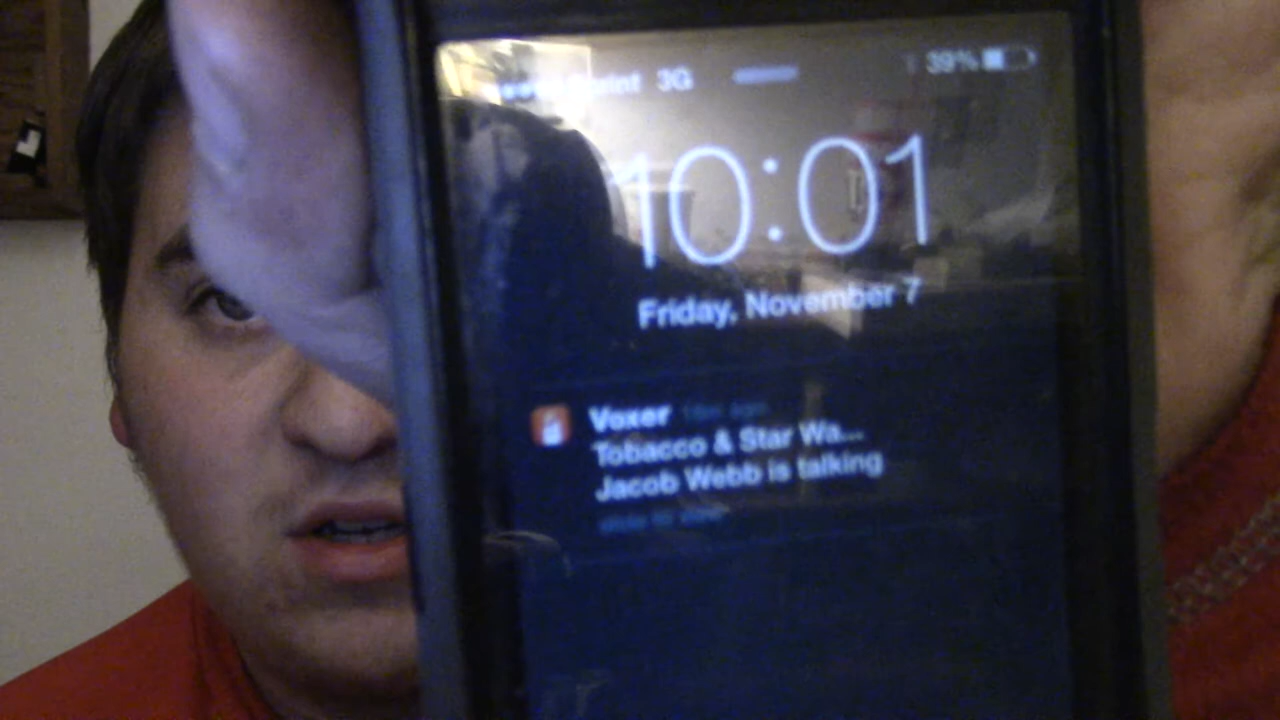 3G 39%
10:01
Friday, November 7
Voxer
Tobacco & Star Wa...
Jacob Webb is talking